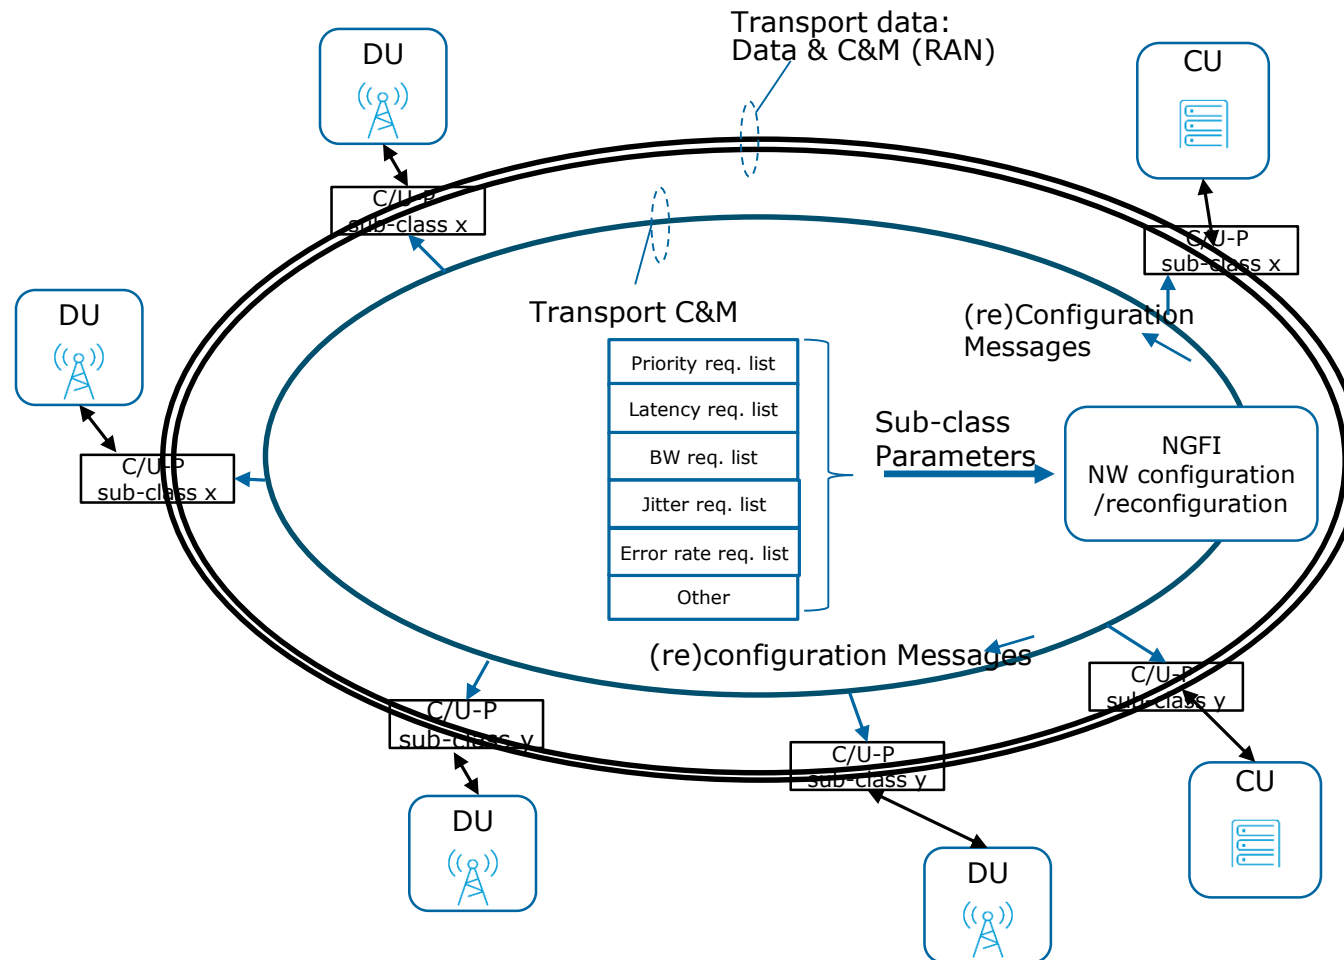 Transport data:
Data & C&M (RAN)
DU
CU
C/U-P
sub-class x
C/U-P
sub-class x
DU
Transport C&M
(re)Configuration
Messages
Priority req. list
Latency req. list
BW req. list
Jitter req. list
Error rate req. list
Other
Sub-class
Parameters
NGFI
NW configuration
/reconfiguration
C/U-P
sub-class x
(re)configuration Messages
C/U-P
sub-class y
C/U-P
sub-class y
C/U-P
sub-class y
DU
CU
DU